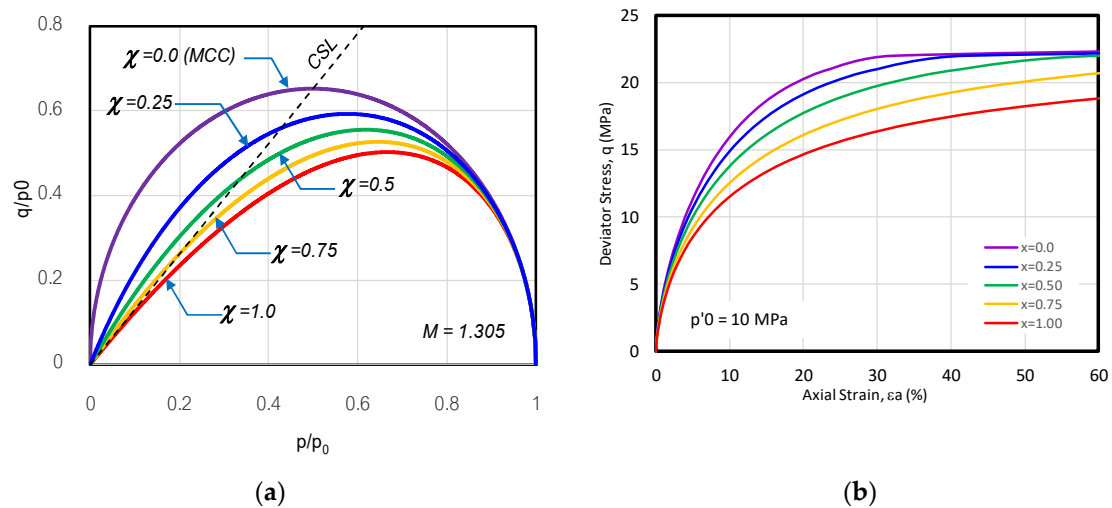 0.8
0.6
0.4
0.2
0
q/p0
χ=0.0 (MCC)
CSL
χ=0.25
χ=0.5
χ=0.75
χ=1.0
M = 1.305
0 0.2 0.4 0.6 0.8 1
p/p₀
(a)
25
20
15
10
5
0
Deviator Stress, q (MPa)
x=0.0
x=0.25
x=0.50
x=0.75
x=1.00
p'0 = 10 MPa
0 10 20 30 40 50 60
Axial Strain, εa (%)
(b)